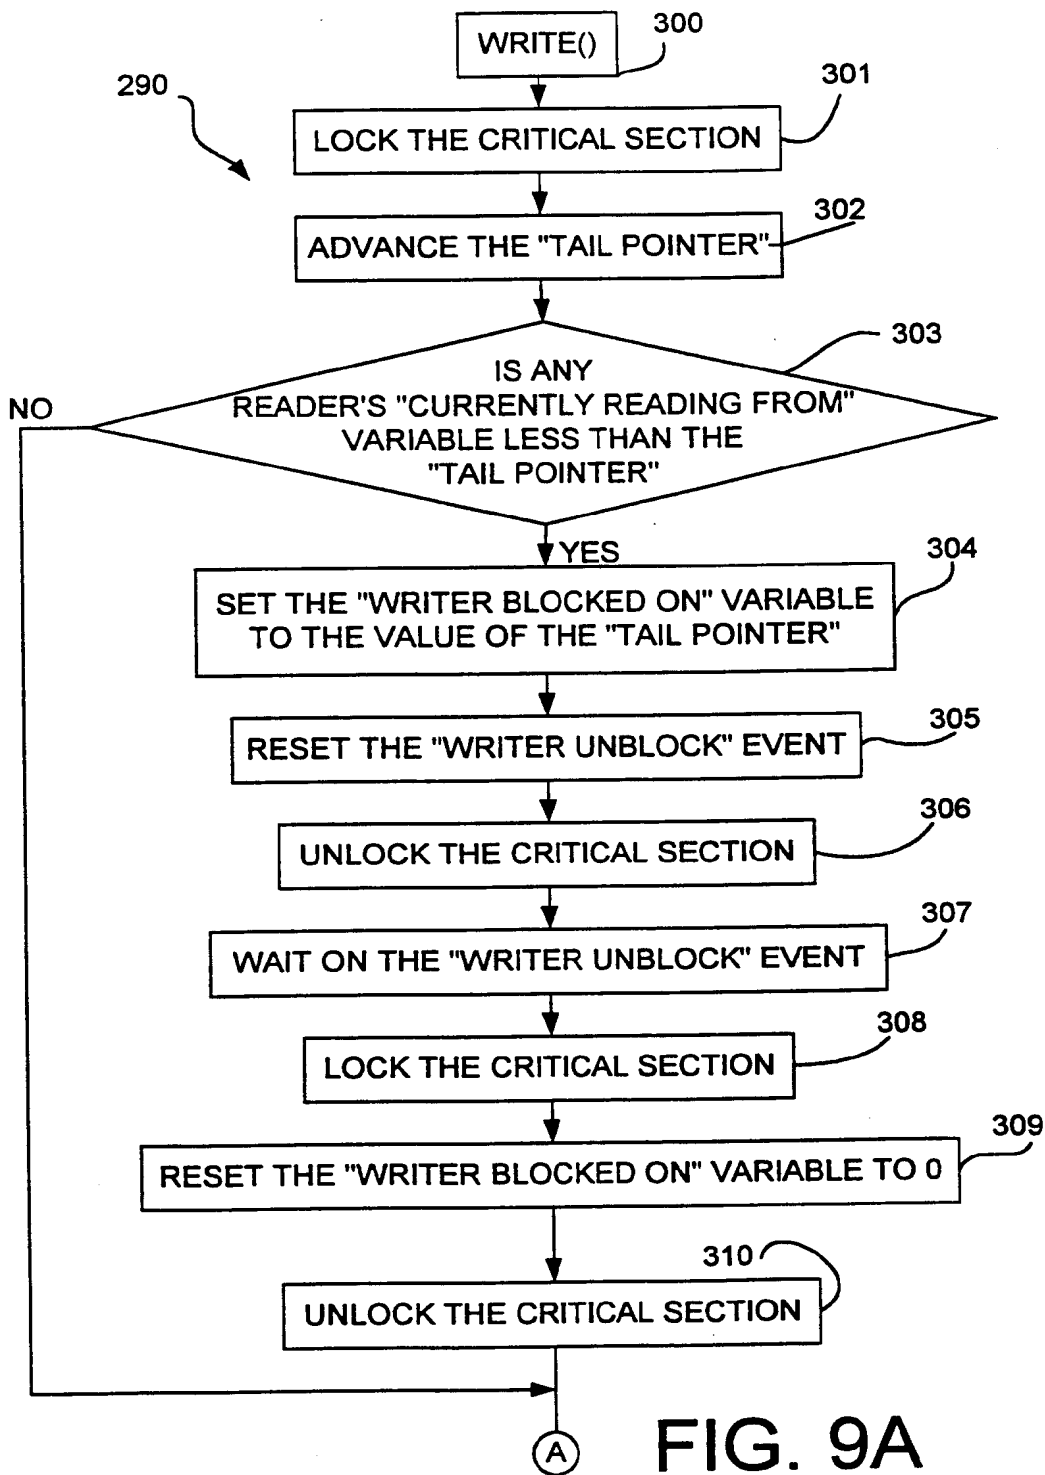 WRITE()
300
290
301
LOCK THE CRITICAL SECTION
302
ADVANCE THE "TAIL POINTER"
303
IS ANY
READER'S "CURRENTLY READING FROM"
VARIABLE LESS THAN THE
"TAIL POINTER"
NO
YES
304
SET THE "WRITER BLOCKED ON" VARIABLE
TO THE VALUE OF THE "TAIL POINTER"
305
RESET THE "WRITER UNBLOCK" EVENT
306
UNLOCK THE CRITICAL SECTION
307
WAIT ON THE "WRITER UNBLOCK" EVENT
308
LOCK THE CRITICAL SECTION
309
RESET THE "WRITER BLOCKED ON" VARIABLE TO 0
310
UNLOCK THE CRITICAL SECTION
A
FIG. 9A